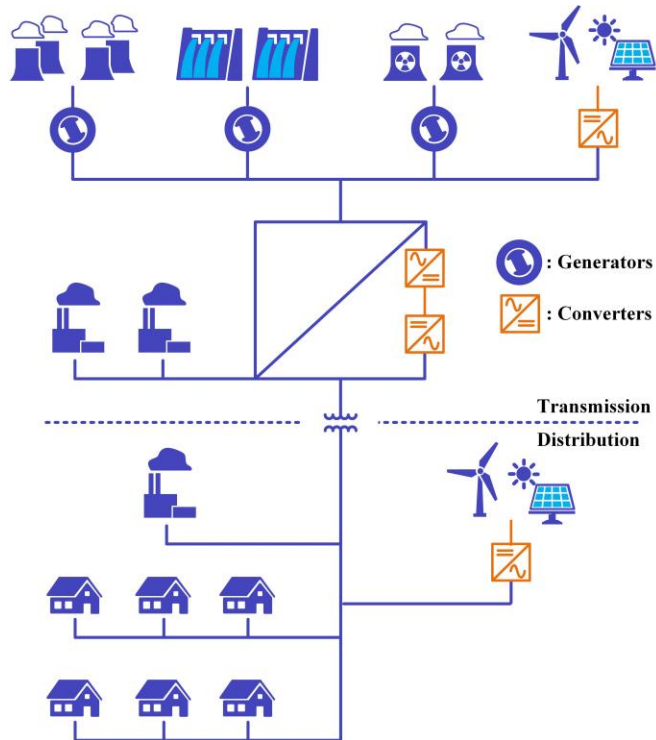 : Generators
: Converters
Transmission
Distribution